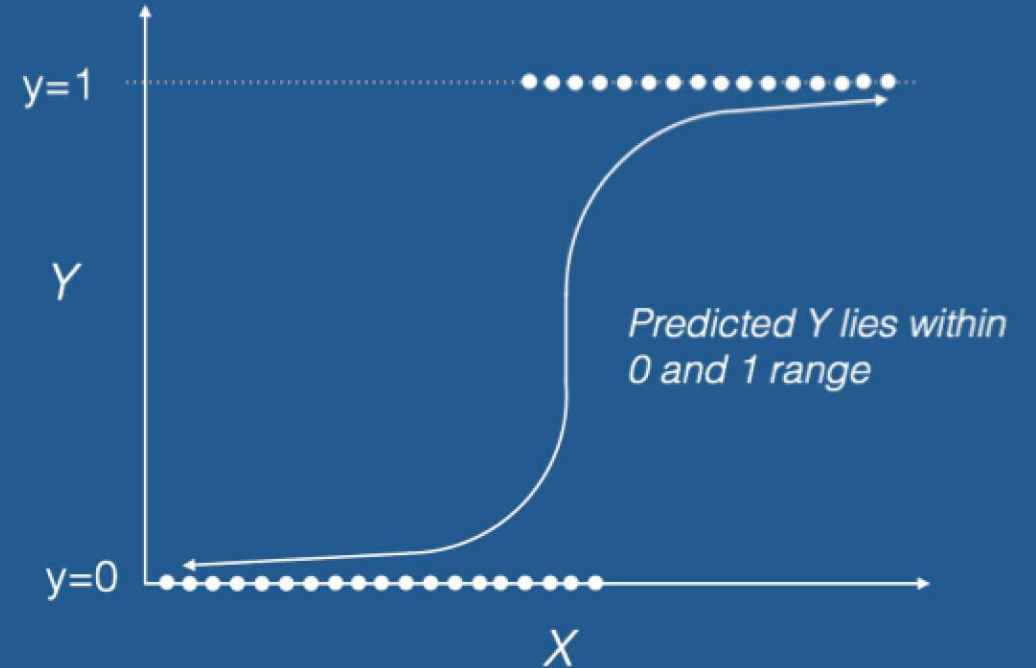 y=1
Y
Predicted Y lies within
0 and 1 range
y=0
X